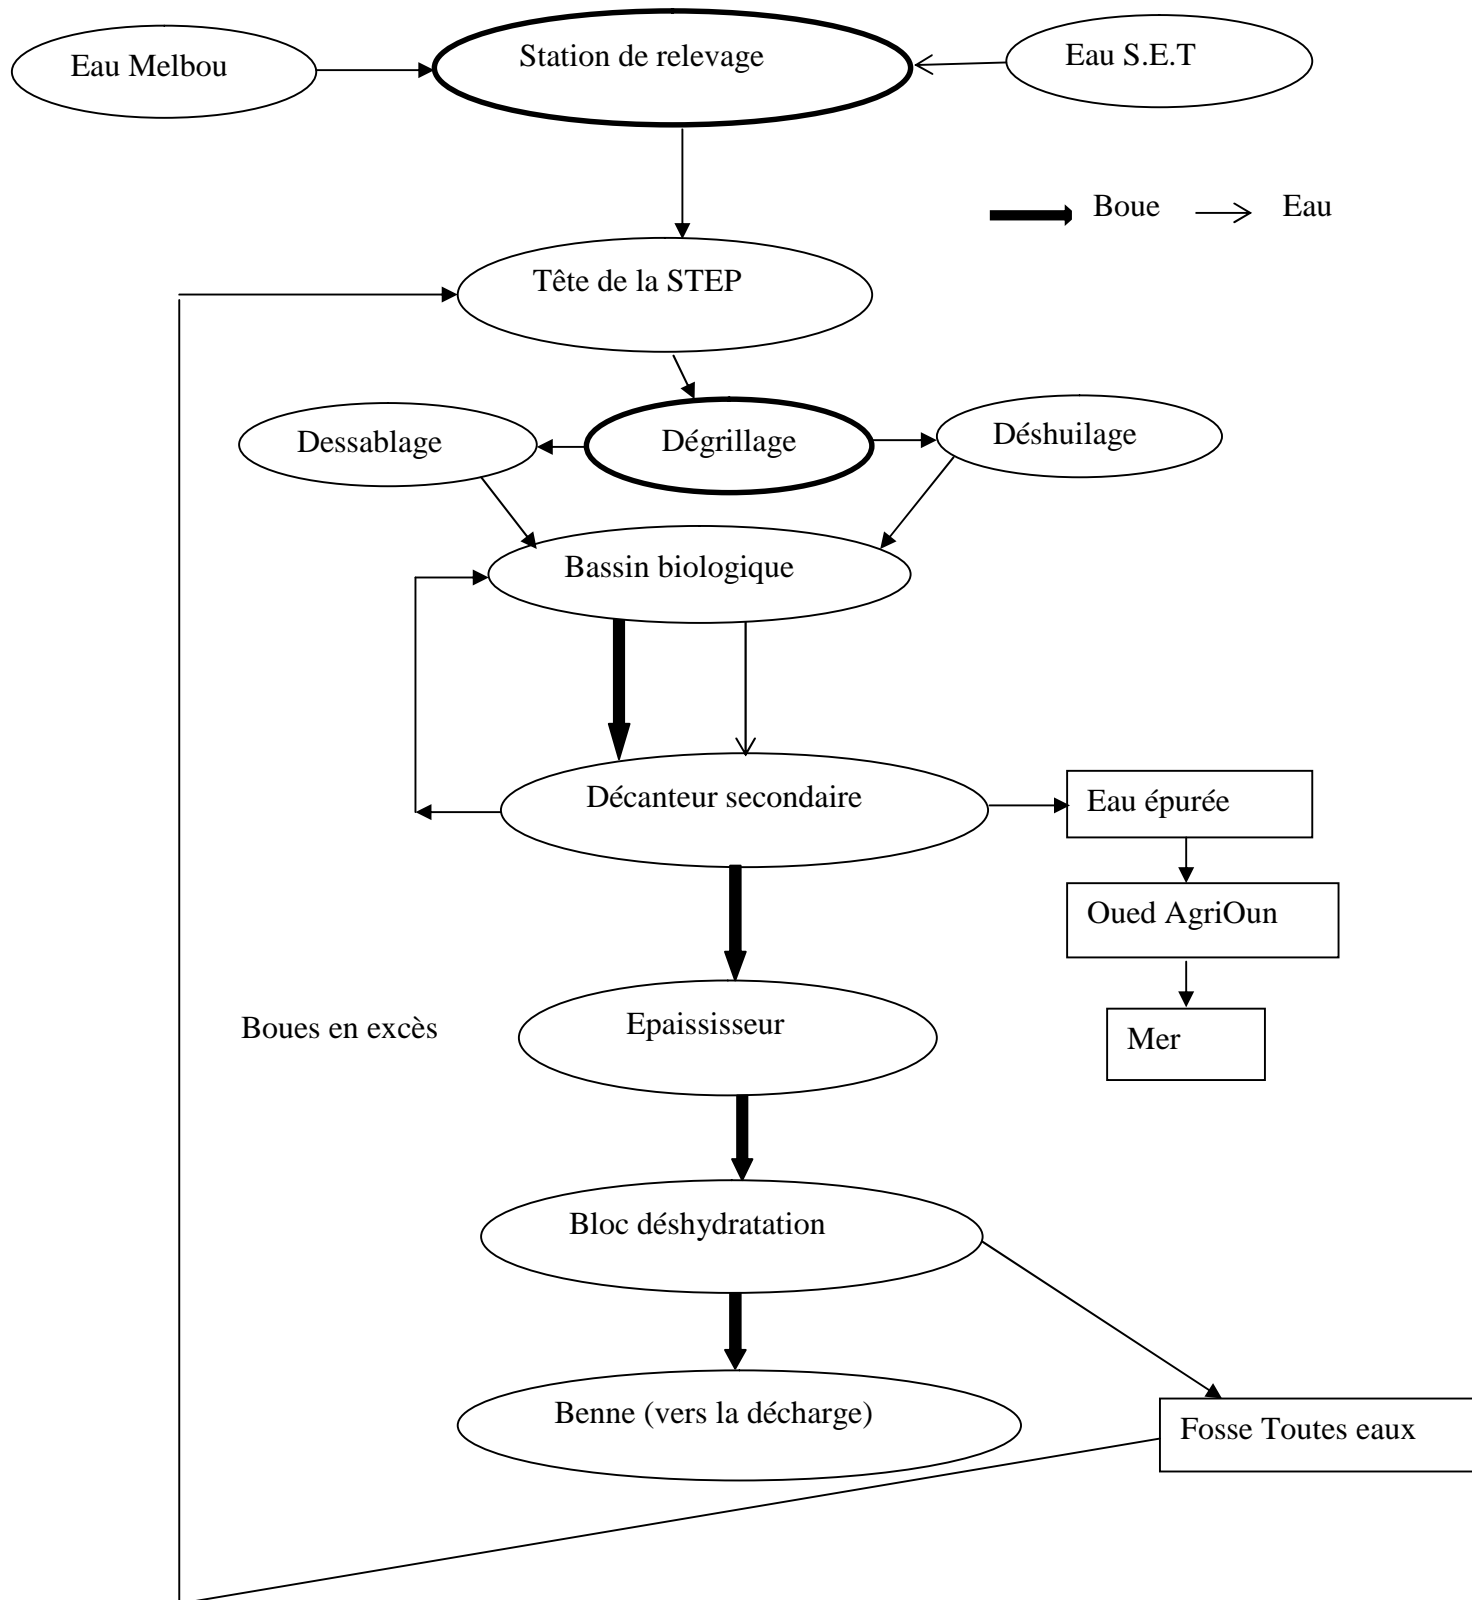 Eau Melbou
Station de relevage
Eau S.E.T
Boue
Eau
Tête de la STEP
Dessablage
Dégrillage
Déshuilage
Bassin biologique
Décanteur secondaire
Eau épurée
Oued AgriOun
Boues en excès
Epaississeur
Mer
Bloc déshydratation
Benne (vers la décharge)
Fosse Toutes eaux